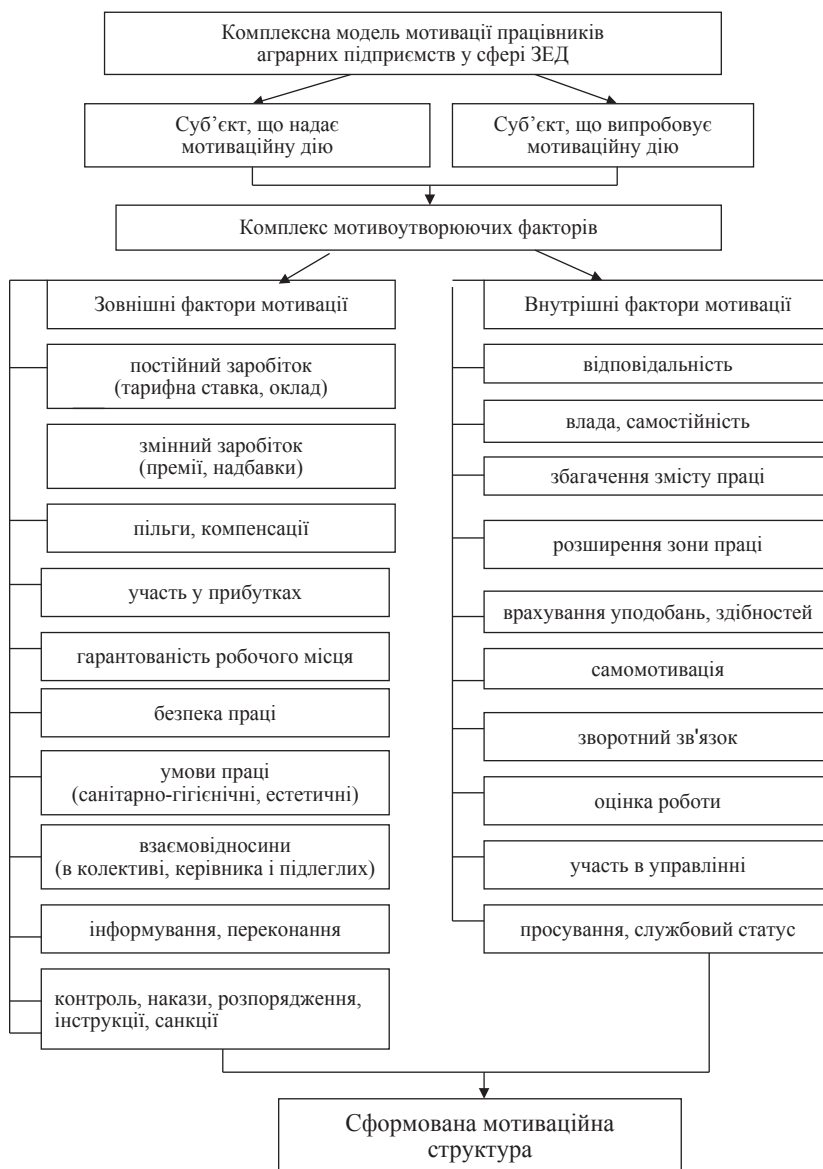 Комплексна модель мотивації працівників
аграрних підприємств у сфері ЗЕД
Суб’єкт, що надає
мотиваційну дію
Суб’єкт, що випробовує
мотиваційну дію
Комплекс мотивоутворюючих факторів
Зовнішні фактори мотивації
постійний заробіток
(тарифна ставка, оклад)
змінний заробіток
(премії, надбавки)
пільги, компенсації
участь у прибутках
гарантованість робочого місця
безпека праці
умови праці
(санітарно-гігієнічні, естетичні)
взаємовідносини
(в колективі, керівника і підлеглих)
інформування, переконання
контроль, накази, розпорядження,
інструкції, санкції
Внутрішні фактори мотивації
відповідальність
влада, самостійність
збагачення змісту праці
розширення зони праці
врахування уподобань, здібностей
самомотивація
зворотний зв'язок
оцінка роботи
участь в управлінні
просування, службовий статус
Сформована мотиваційна
структура